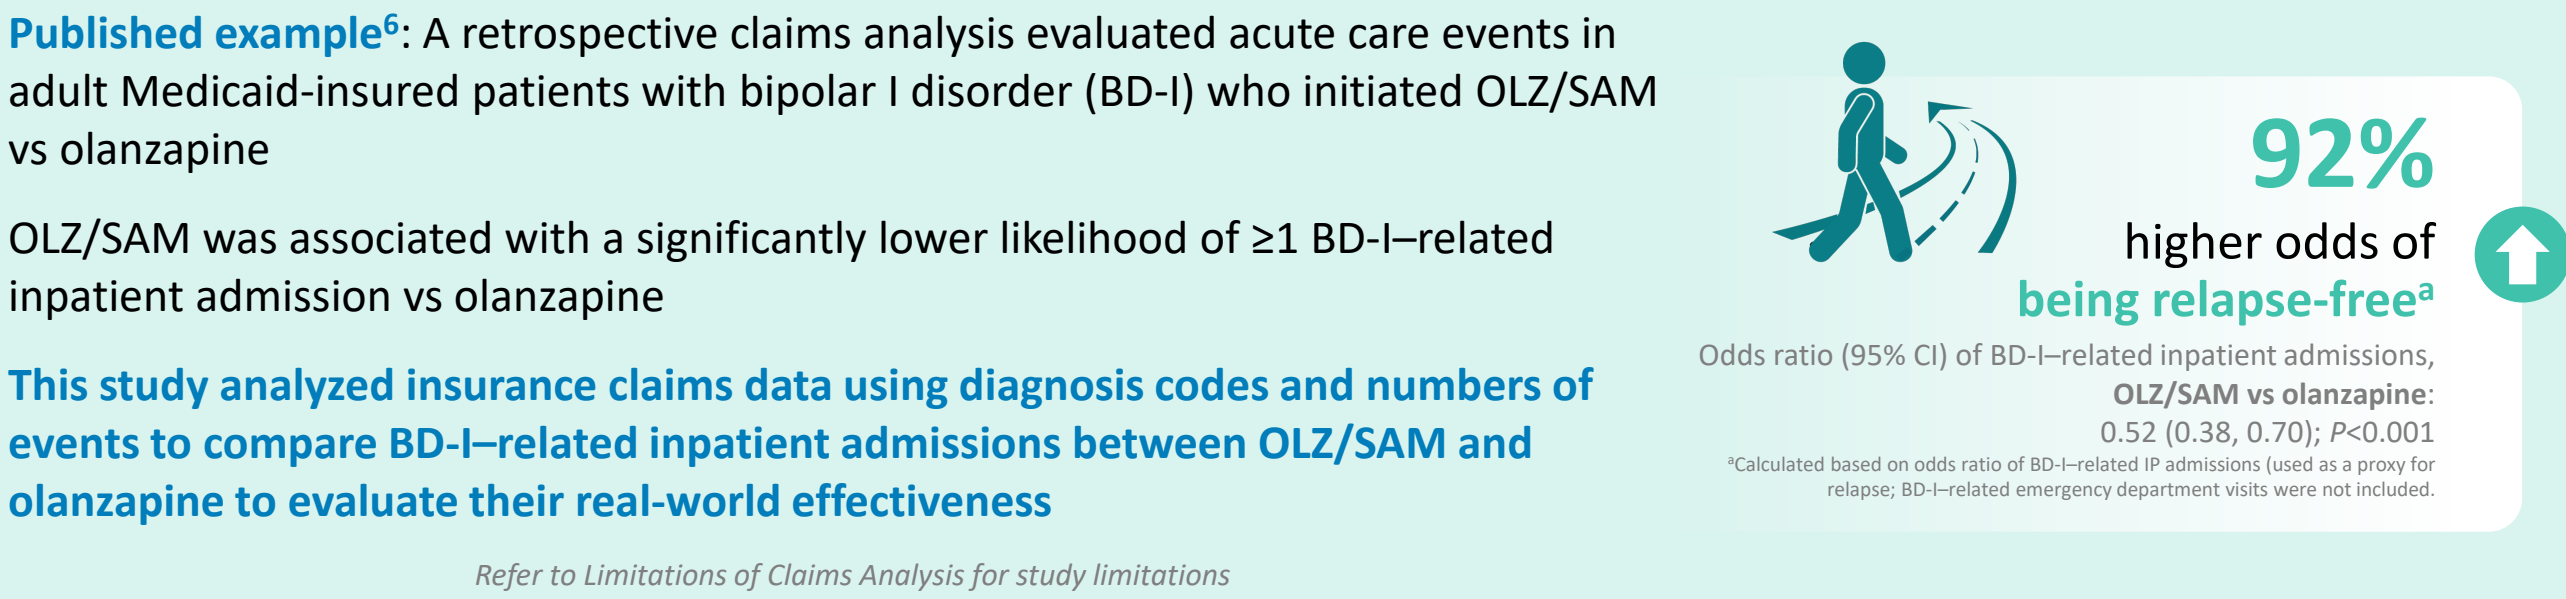 Published example⁶: A retrospective claims analysis evaluated acute care events in
adult Medicaid-insured patients with bipolar I disorder (BD-I) who initiated OLZ/SAM
vs olanzapine
OLZ/SAM was associated with a significantly lower likelihood of ≥1 BD-I–related
inpatient admission vs olanzapine
This study analyzed insurance claims data using diagnosis codes and numbers of
events to compare BD-I–related inpatient admissions between OLZ/SAM and
olanzapine to evaluate their real-world effectiveness
Refer to Limitations of Claims Analysis for study limitations
92%
higher odds of
being relapse-freeᵃ
Odds ratio (95% CI) of BD-I–related inpatient admissions,
OLZ/SAM vs olanzapine:
0.52 (0.38, 0.70); P<0.001
ᵃCalculated based on odds ratio of BD-I–related IP admissions (used as a proxy for
relapse; BD-I–related emergency department visits were not included.